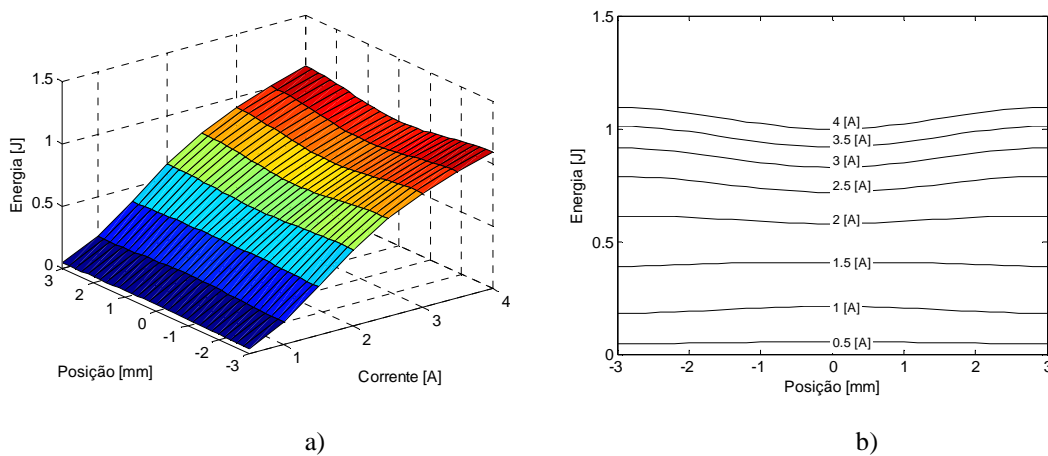 1.5
1
0.5
0
Energia [J]
3
2
1
0
-1
-2
-3
Posição [mm]
1
2
3
4
Corrente [A]
a)
1.5
1
0.5
0
Energia [J]
4 [A]
3.5 [A]
3 [A]
2.5 [A]
2 [A]
1.5 [A]
1 [A]
0.5 [A]
-3 -2 -1 0 1 2 3
Posição [mm]
b)